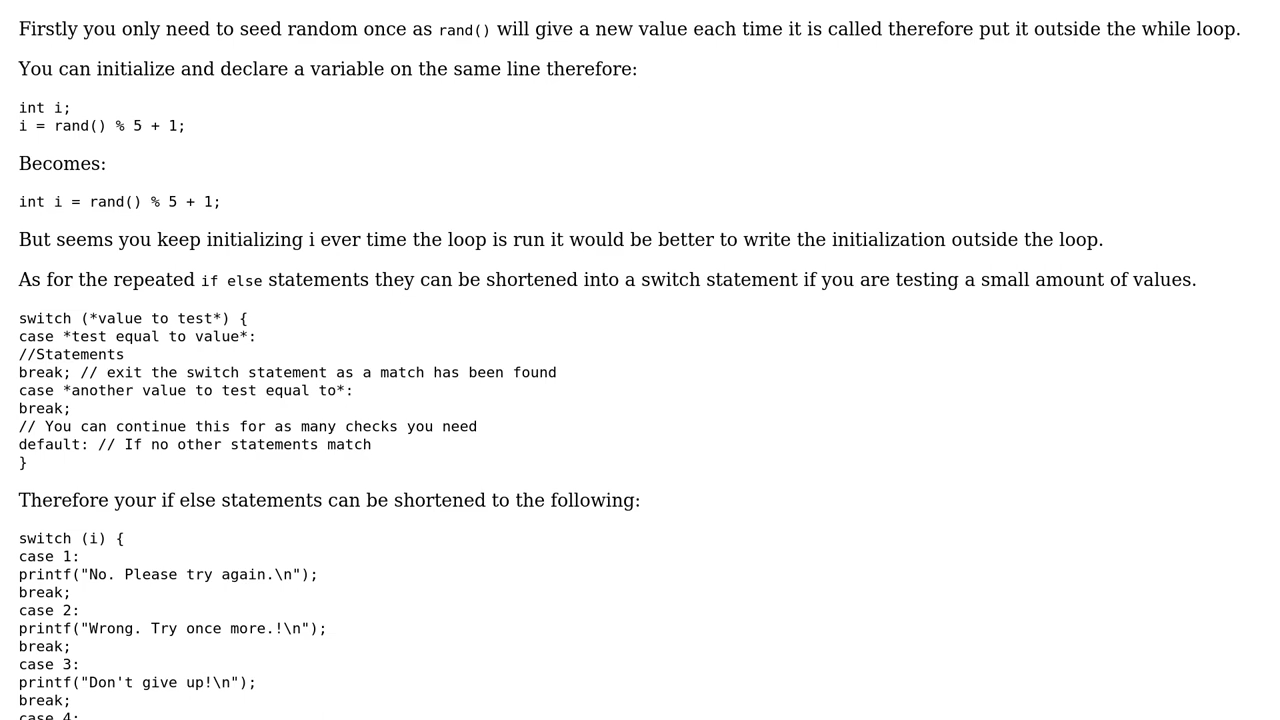 Firstly you only need to seed random once as rand() will give a new value each time it is called therefore put it outside the while loop.
You can initialize and declare a variable on the same line therefore:
int i;
i = rand() % 5 + 1;
Becomes:
int i = rand() % 5 + 1;
But seems you keep initializing i ever time the loop is run it would be better to write the initialization outside the loop.
As for the repeated if else statements they can be shortened into a switch statement if you are testing a small amount of values.
switch (*value to test*) {
case *test equal to value*:
//Statements
break; // exit the switch statement as a match has been found
case *another value to test equal to*:
break;
// You can continue this for as many checks you need
default: // If no other statements match
}
Therefore your if else statements can be shortened to the following:
switch (i) {
case 1:
printf("No. Please try again.\n");
break;
case 2:
printf("Wrong. Try once more.!\n");
break;
case 3:
printf("Don't give up!\n");
break;
case 4: